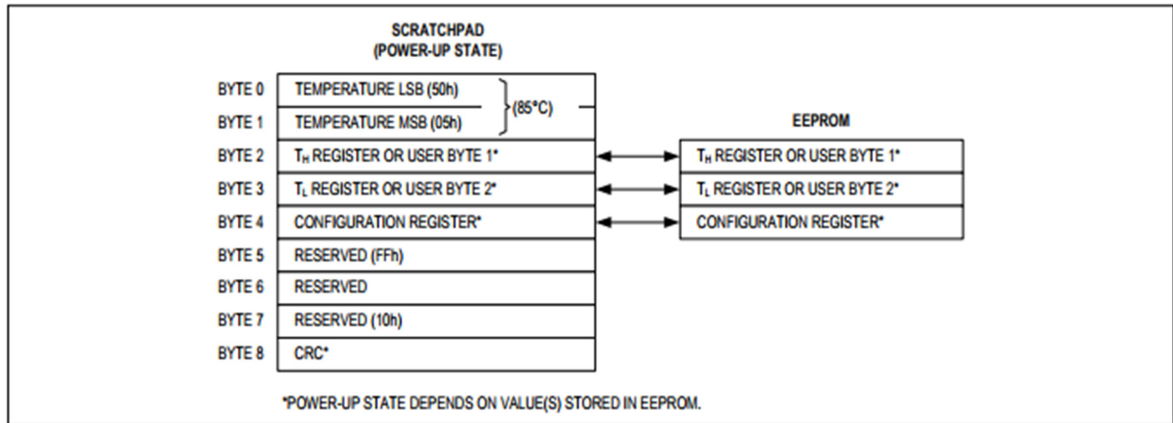 SCRATCHPAD
(POWER-UP STATE)
BYTE 0 TEMPERATURE LSB (50h)
(85°C)
BYTE 1 TEMPERATURE MSB (05h)
EEPROM
BYTE 2 TH REGISTER OR USER BYTE 1* TH REGISTER OR USER BYTE 1*
BYTE 3 TL REGISTER OR USER BYTE 2* TL REGISTER OR USER BYTE 2*
BYTE 4 CONFIGURATION REGISTER* CONFIGURATION REGISTER*
BYTE 5 RESERVED (FFh)
BYTE 6 RESERVED
BYTE 7 RESERVED (10h)
BYTE 8 CRC*
*POWER-UP STATE DEPENDS ON VALUE(S) STORED IN EEPROM.